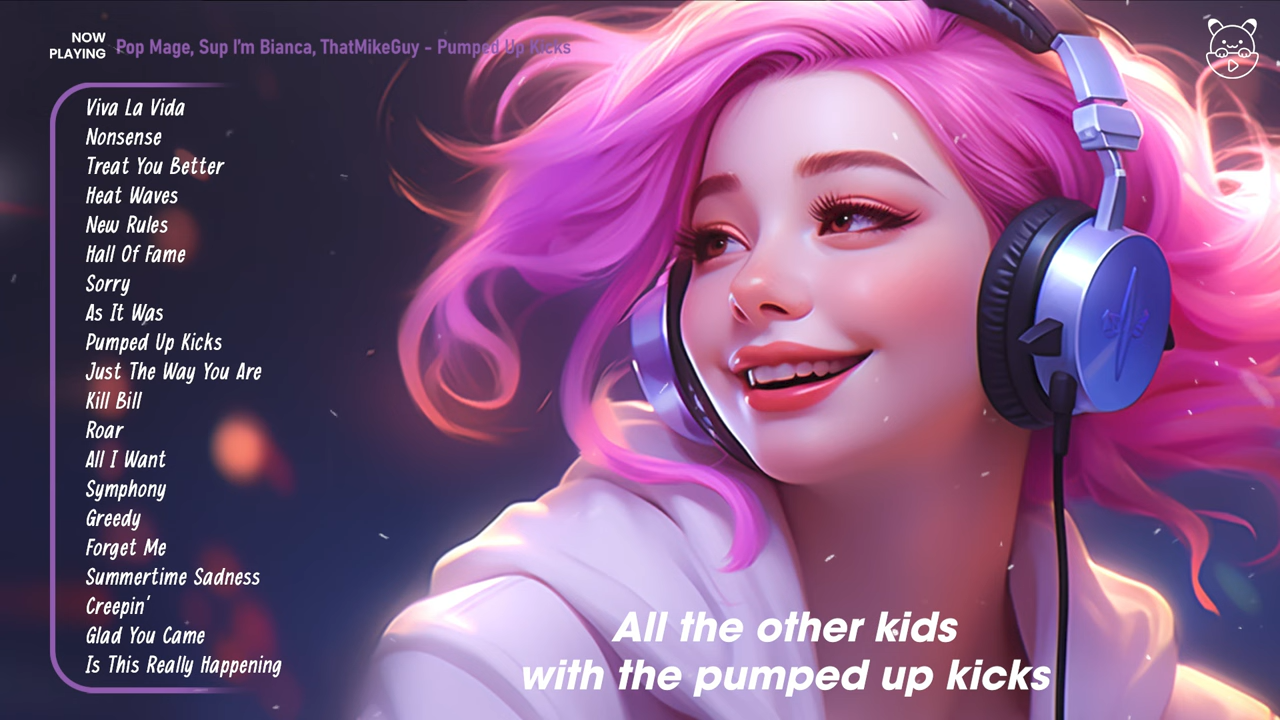 NOW
PLAYING
Pop Mage, Sup I'm Bianca, ThatMikeGuy - Pumped Up Kicks
Viva La Vida
Nonsense
Treat You Better
Heat Waves
New Rules
Hall Of Fame
Sorry
As It Was
Pumped Up Kicks
Just The Way You Are
Kill Bill
Roar
All I Want
Symphony
Greedy
Forget Me
Summertime Sadness
Creepin'
Glad You Came
Is This Really Happening
All the other kids
with the pumped up kicks